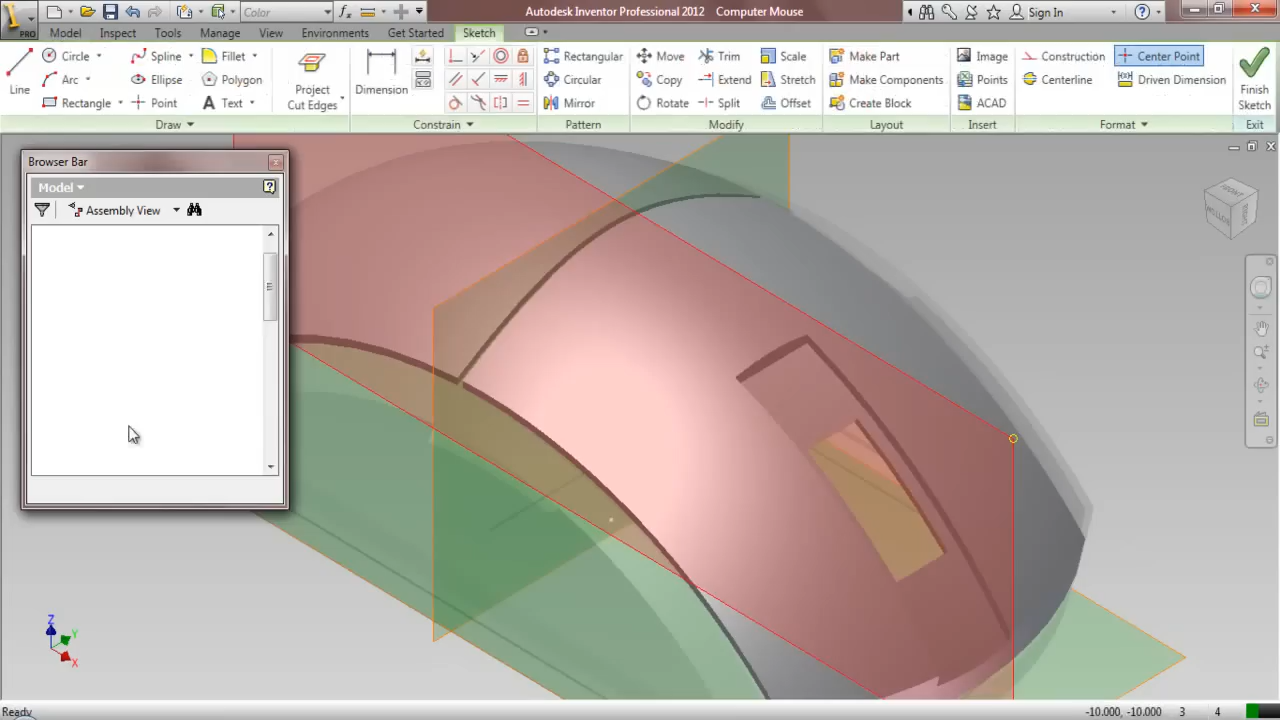 PRO
Color
Autodesk Inventor Professional 2012 Computer Mouse
Sign In
Model Inspect Tools Manage View Environments Get Started Sketch
Line
Circle
Arc
Rectangle
Spline
Ellipse
Point
Fillet
Polygon
Text
Project
Cut Edges
Dimension
Rectangular
Circular
Mirror
Move
Copy
Rotate
Trim
Extend
Split
Scale
Stretch
Offset
Make Part
Make Components
Create Block
Image
Points
ACAD
Construction
Centerline
Center Point
Driven Dimension
Finish
Sketch
Draw Constrain Pattern Modify Layout Insert Format Exit
Browser Bar
Model
Assembly View
Z
Y
X
Ready
-10.000, -10.000 3 4